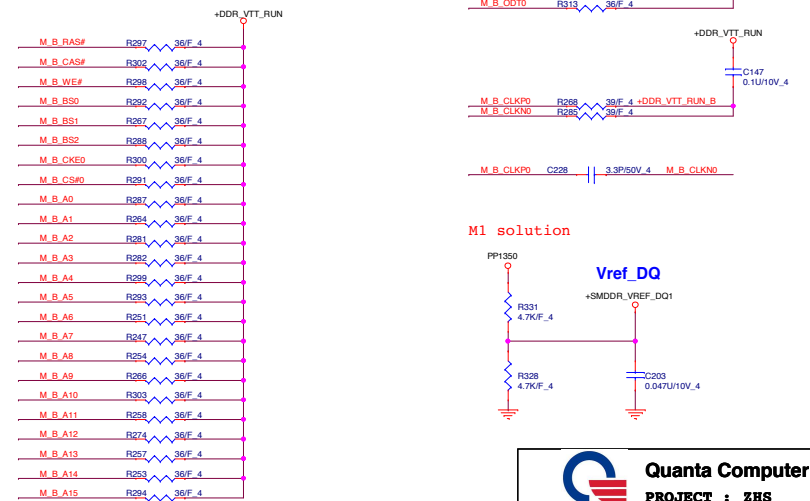 +DDR_VTT_RUN
M_B_RAS# R297 36/F_4
M_B_CAS# R302 36/F_4
M_B_WE# R298 36/F_4
M_B_BS0 R292 36/F_4
M_B_BS1 R267 36/F_4
M_B_BS2 R288 36/F_4
M_B_CKE0 R300 36/F_4
M_B_CS#0 R291 36/F_4
M_B_A0 R287 36/F_4
M_B_A1 R264 36/F_4
M_B_A2 R281 36/F_4
M_B_A3 R282 36/F_4
M_B_A4 R299 36/F_4
M_B_A5 R293 36/F_4
M_B_A6 R251 36/F_4
M_B_A7 R247 36/F_4
M_B_A8 R254 36/F_4
M_B_A9 R266 36/F_4
M_B_A10 R303 36/F_4
M_B_A11 R258 36/F_4
M_B_A12 R274 36/F_4
M_B_A13 R257 36/F_4
M_B_A14 R253 36/F_4
M_B_A15 R294 36/F_4
M_B_ODT0 R313 36/F_4
+DDR_VTT_RUN
C147
0.1U/10V_4
M_B_CLKP0 R268 39/F_4 +DDR_VTT_RUN_B
M_B_CLKN0 R285 39/F_4
M_B_CLKP0 C228 3.3P/50V_4 M_B_CLKN0
M1 solution
PP1350
Vref_DQ
+SMDDR_VREF_DQ1
R331
4.7K/F_4
R328
4.7K/F_4
C203
0.047U/10V_4
Quanta Computer
PROJECT : ZHS